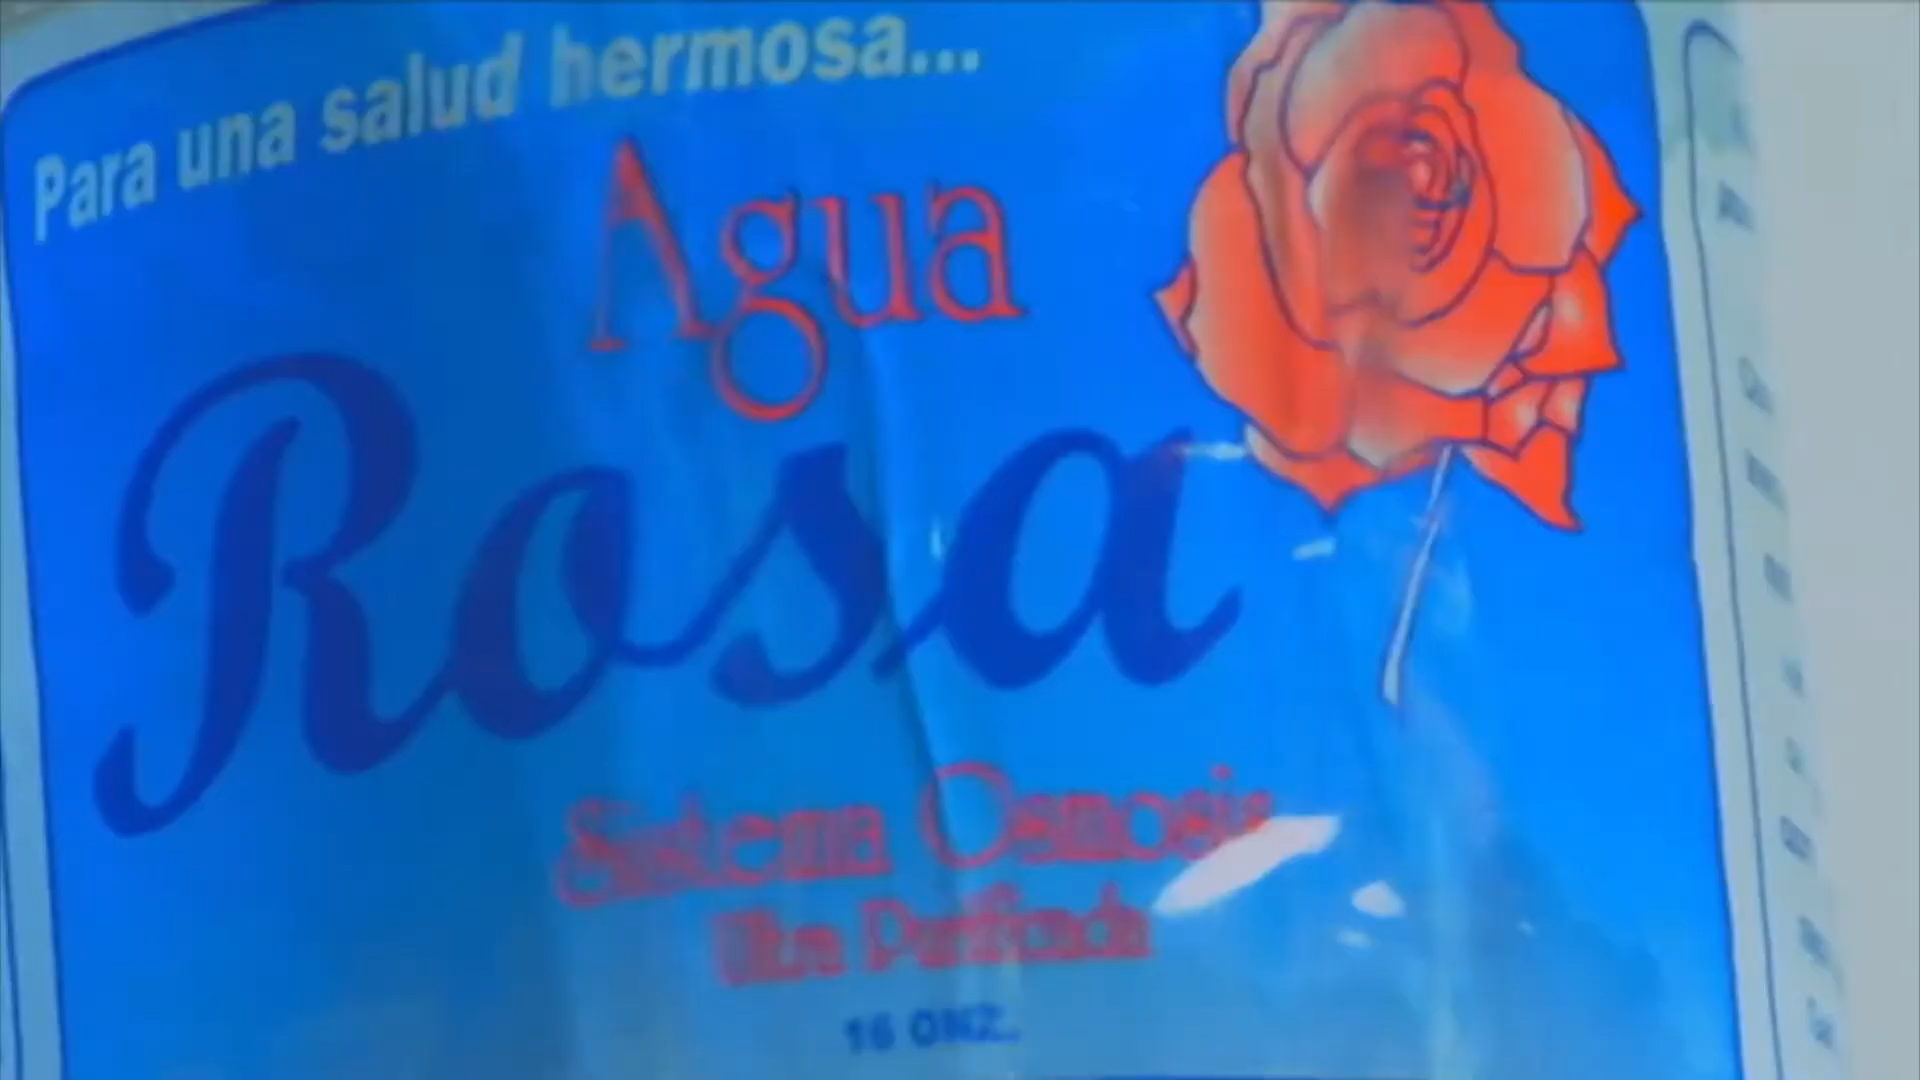 Para una salud hermosa...
Agua
Rosa
Sistema Osmosis
Ultra Purificada
16 ONZ.